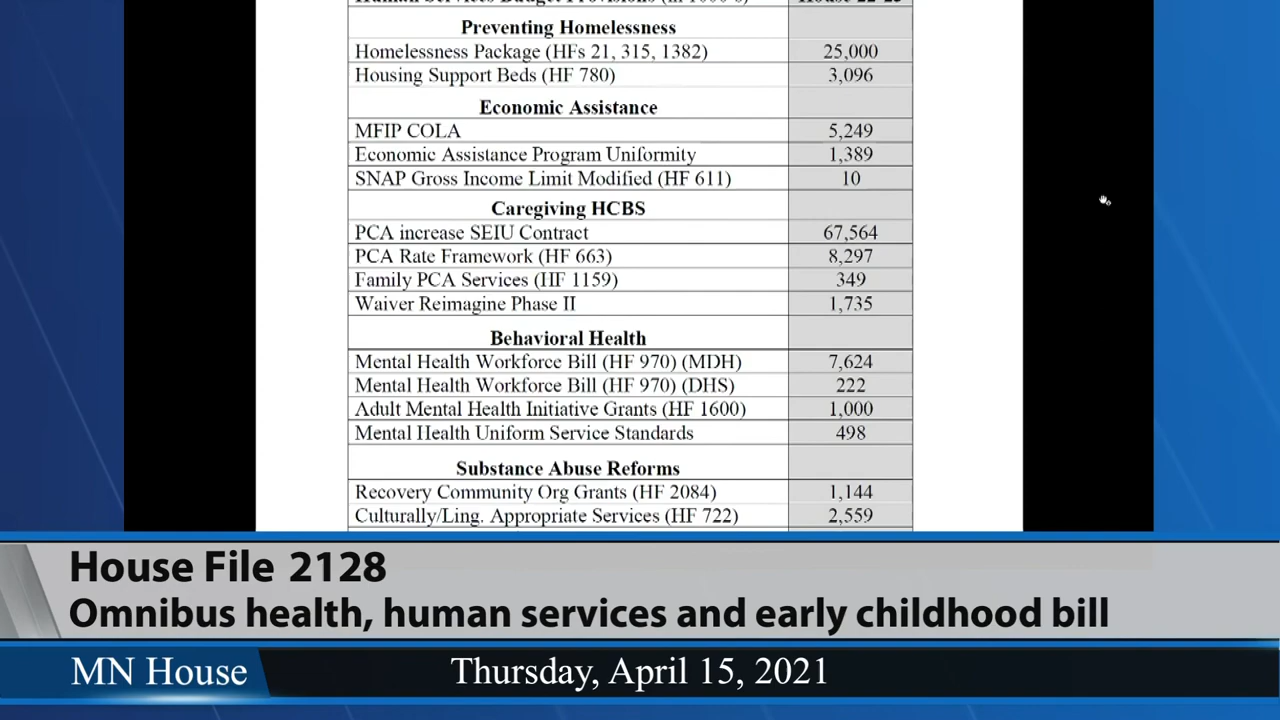 Preventing Homelessness
Homelessness Package (HFs 21, 315, 1382) 25,000
Housing Support Beds (HF 780) 3,096
Economic Assistance
MFIP COLA 5,249
Economic Assistance Program Uniformity 1,389
SNAP Gross Income Limit Modified (HF 611) 10
Caregiving HCBS
PCA increase SEIU Contract 67,564
PCA Rate Framework (HF 663) 8,297
Family PCA Services (HF 1159) 349
Waiver Reimagine Phase II 1,735
Behavioral Health
Mental Health Workforce Bill (HF 970) (MDH) 7,624
Mental Health Workforce Bill (HF 970) (DHS) 222
Adult Mental Health Initiative Grants (HF 1600) 1,000
Mental Health Uniform Service Standards 498
Substance Abuse Reforms
Recovery Community Org Grants (HF 2084) 1,144
Culturally/Ling. Appropriate Services (HF 722) 2,559
House File 2128
Omnibus health, human services and early childhood bill
MN House Thursday, April 15, 2021